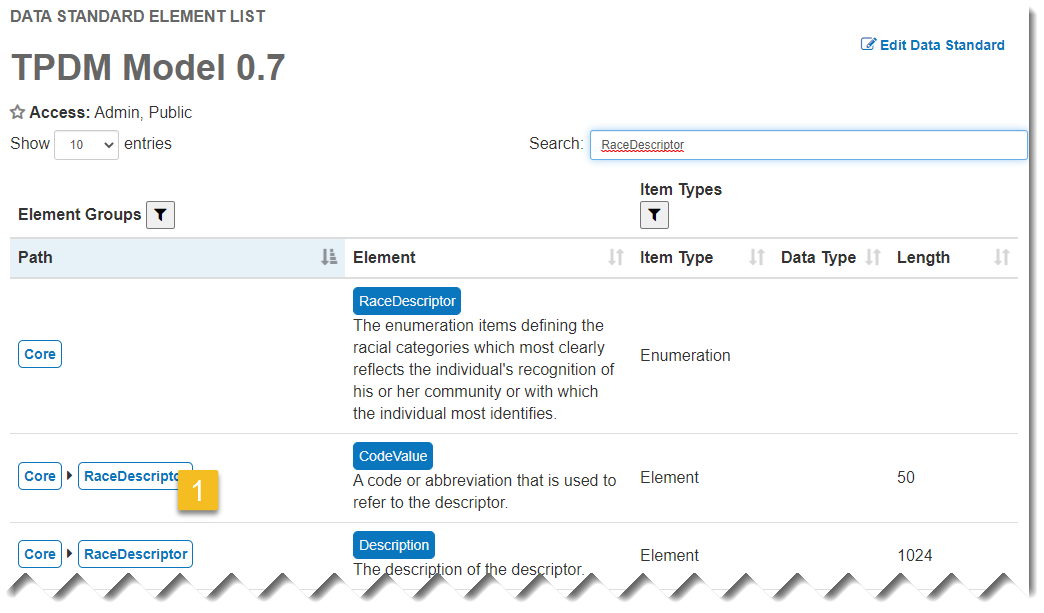 DATA STANDARD ELEMENT LIST
Edit Data Standard
TPDM Model 0.7
Access: Admin, Public
Show 10 entries
Search: RaceDescriptor
Item Types
Element Groups
Path Element Item Type Data Type Length
RaceDescriptor
The enumeration items defining the
racial categories which most clearly
Core
reflects the individual's recognition of
Enumeration
his or her community or with which
the individual most identifies.
CodeValue
Core RaceDescripto
1
A code or abbreviation that is used to
refer to the descriptor.
Element 50
Description
Core RaceDescriptor
The description of the descriptor.
Element 1024